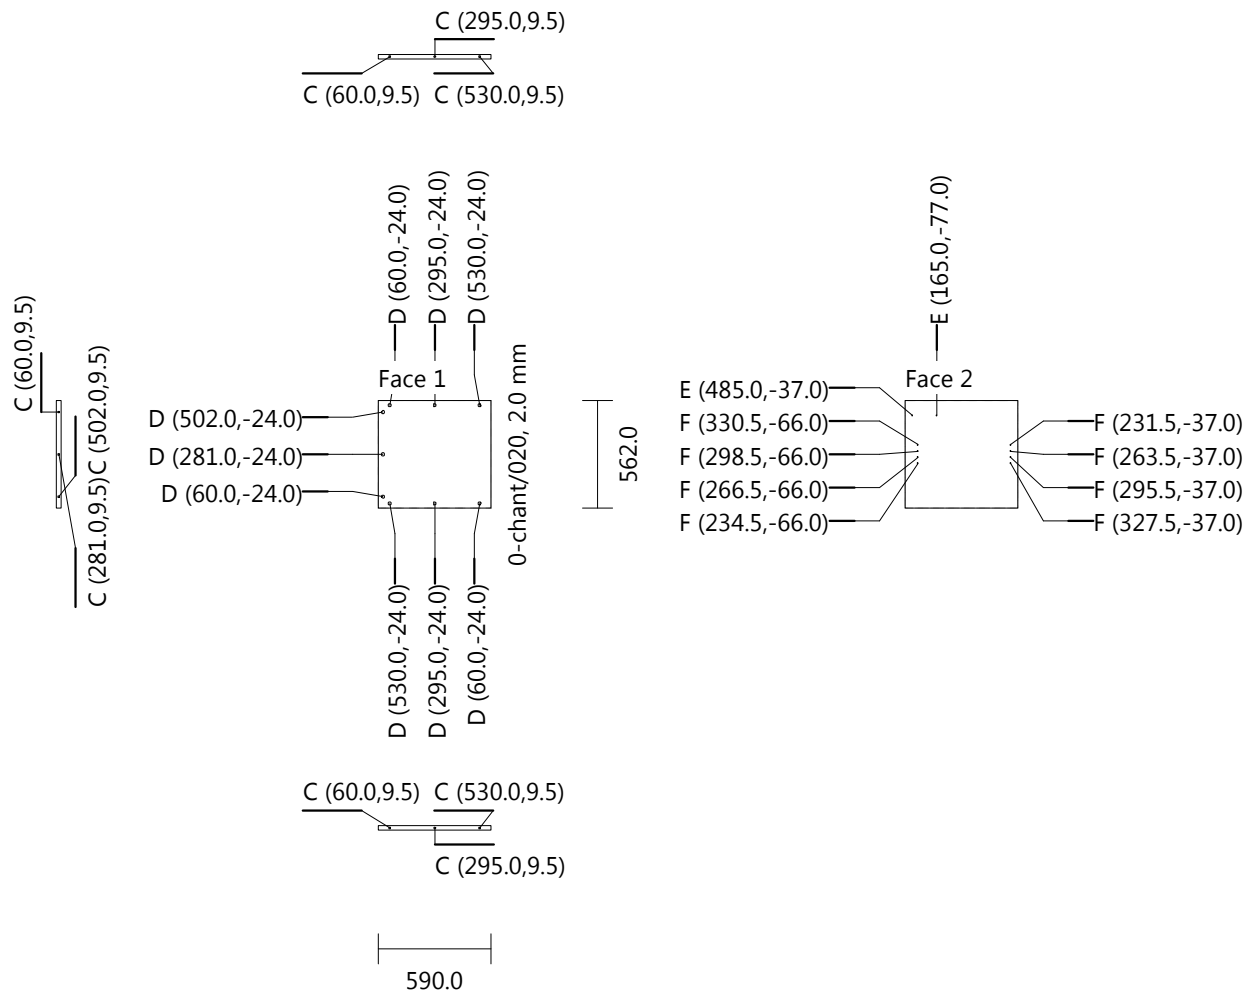 C (295.0,9.5)
C (60.0,9.5)
C (530.0,9.5)
D (60.0,-24.0)
D (295.0,-24.0)
D (530.0,-24.0)
E (165.0,-77.0)
C (60.0,9.5)
C (281.0,9.5)
C (502.0,9.5)
Face 1
D (502.0,-24.0)
D (281.0,-24.0)
D (60.0,-24.0)
0-chant/020, 2.0 mm
562.0
Face 2
E (485.0,-37.0)
F (330.5,-66.0)
F (298.5,-66.0)
F (266.5,-66.0)
F (234.5,-66.0)
F (231.5,-37.0)
F (263.5,-37.0)
F (295.5,-37.0)
F (327.5,-37.0)
D (530.0,-24.0)
D (295.0,-24.0)
D (60.0,-24.0)
C (60.0,9.5)
C (530.0,9.5)
C (295.0,9.5)
590.0